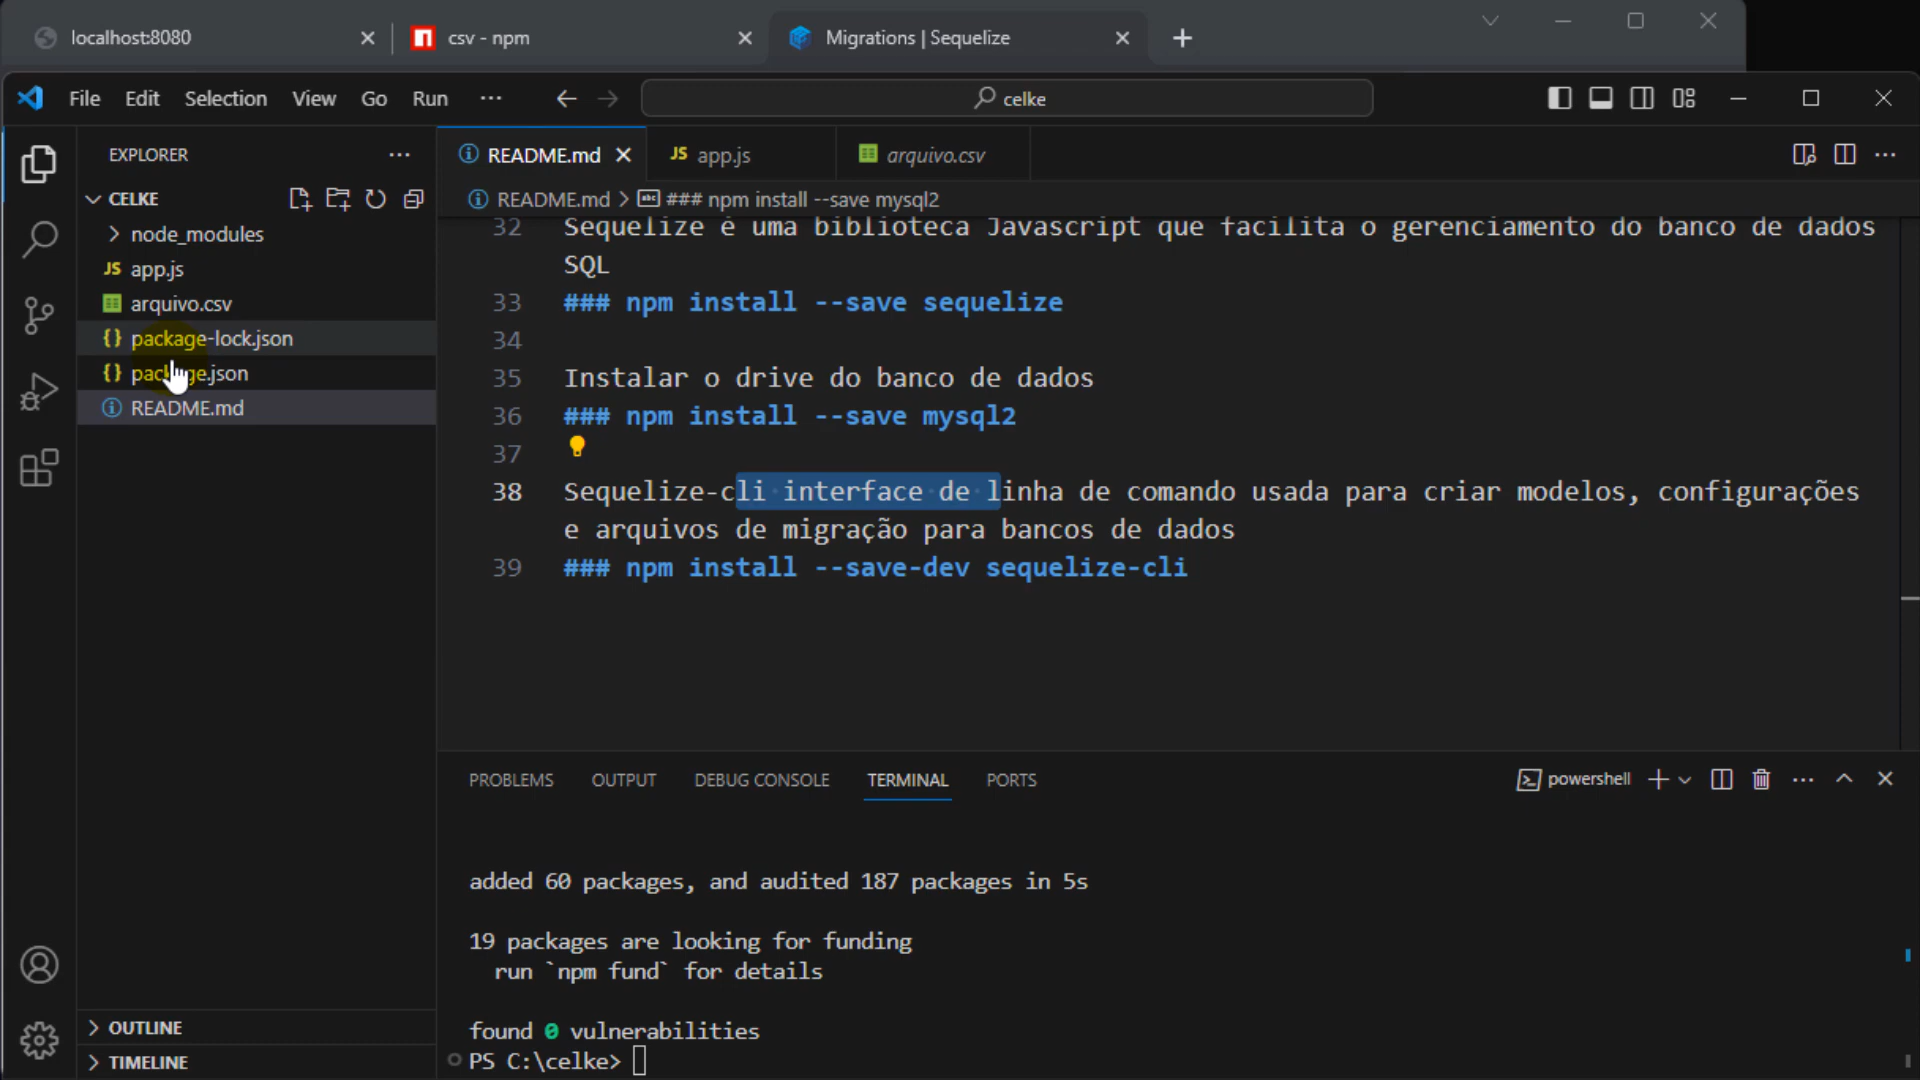 localhost:8080
csv - npm
Migrations | Sequelize
File Edit Selection View Go Run ···
celke
EXPLORER
CELKE
node_modules
JS app.js
arquivo.csv
{} package-lock.json
{} package.json
README.md
OUTLINE
TIMELINE
README.md
JS app.js
arquivo.csv
README.md > abc ### npm install --save mysql2
32 Sequelize é uma biblioteca Javascript que facilita o gerenciamento do banco de dados
SQL
33 ### npm install --save sequelize
34
35 Instalar o drive do banco de dados
36 ### npm install --save mysql2
37
38 Sequelize-cli interface de linha de comando usada para criar modelos, configurações
e arquivos de migração para bancos de dados
39 ### npm install --save-dev sequelize-cli
PROBLEMS OUTPUT DEBUG CONSOLE TERMINAL PORTS
powershell
added 60 packages, and audited 187 packages in 5s
19 packages are looking for funding
run `npm fund` for details
found 0 vulnerabilities
PS C:\celke>